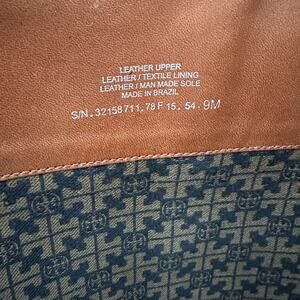 LEATHER UPPER
LEATHER / TEXTILE LINING
LEATHER / MAN MADE SOLE
MADE IN BRAZIL
S/N. 32158711, 78 F 15. 54. 9M